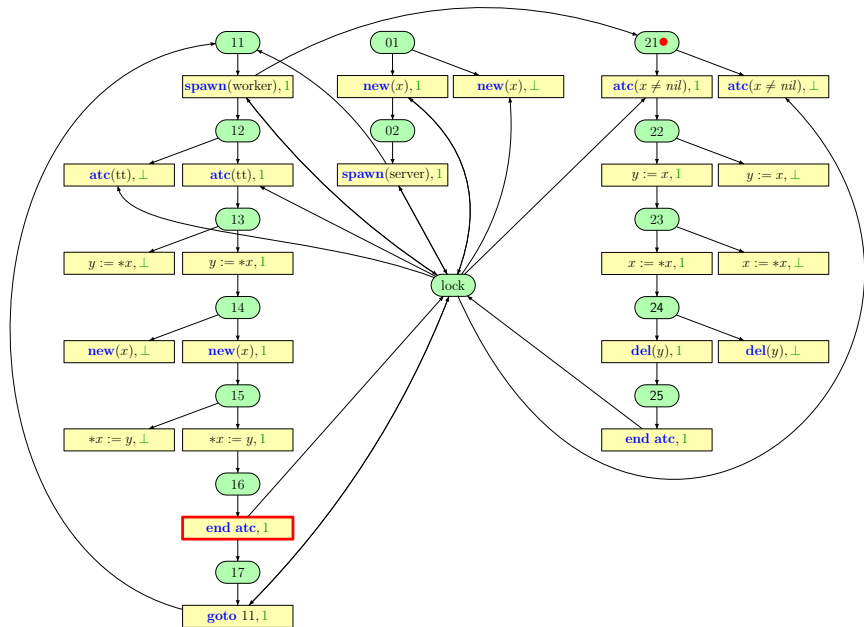 11 01 21
spawn(worker), 1 new(x), 1 new(x), ⊥ atc(x ≠ nil), 1 atc(x ≠ nil), ⊥
12 02 22
atc(tt), ⊥ atc(tt), 1 spawn(server), 1 y := x, 1 y := x, ⊥
13 23
y := *x, ⊥ y := *x, 1 x := *x, 1 x := *x, ⊥
lock
14 24
new(x), ⊥ new(x), 1 del(y), 1 del(y), ⊥
15 25
*x := y, ⊥ *x := y, 1 end atc, 1
16
end atc, 1
17
goto 11, 1